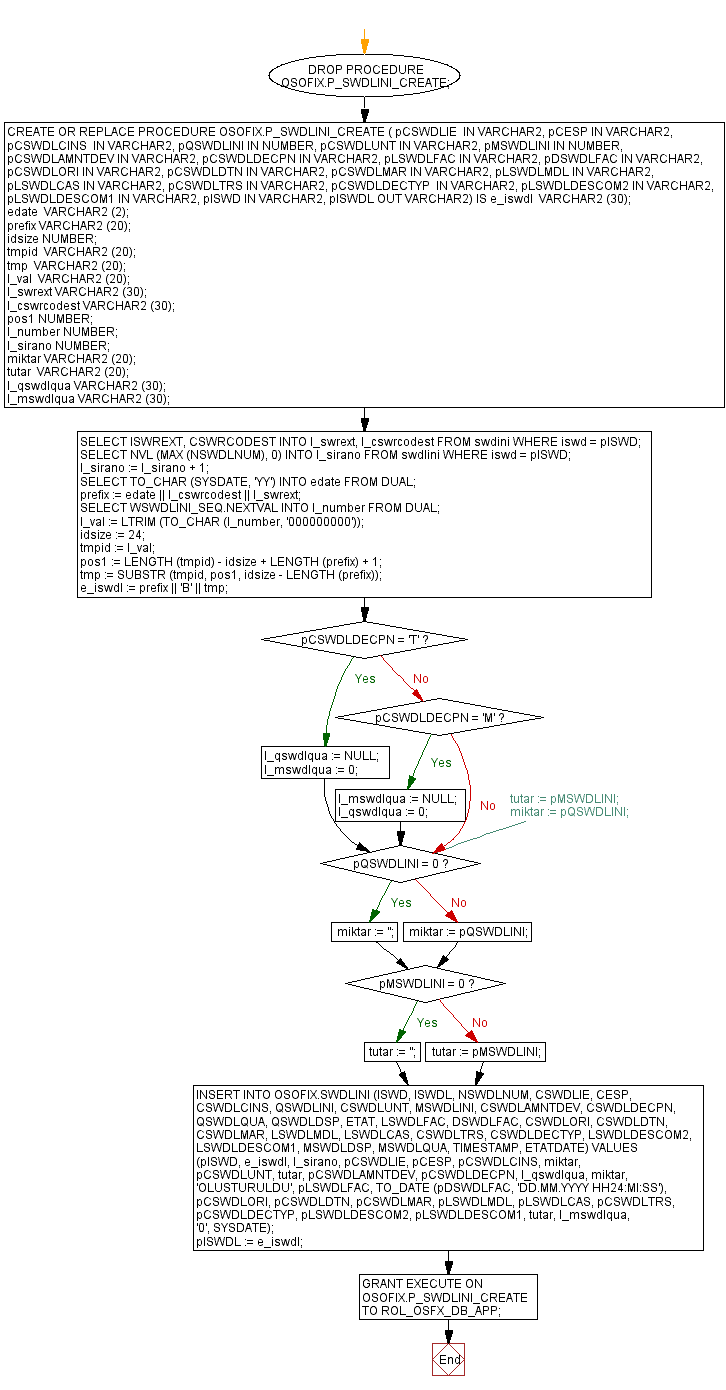 DROP PROCEDURE
OSOFIX.P_SWDLINI_CREATE;
CREATE OR REPLACE PROCEDURE OSOFIX.P_SWDLINI_CREATE ( pCSWDLIE  IN VARCHAR2, pCESP IN VARCHAR2,
pCSWDLCINS  IN VARCHAR2, pQSWDLINI IN NUMBER, pCSWDLUNT IN VARCHAR2, pMSWDLINI IN NUMBER,
pCSWDLAMNTDEV IN VARCHAR2, pCSWDLDECPN IN VARCHAR2, pLSWDLFAC IN VARCHAR2, pDSWDLFAC IN VARCHAR2,
pCSWDLORI IN VARCHAR2, pCSWDLDTN IN VARCHAR2, pCSWDLMAR IN VARCHAR2, pLSWDLMDL IN VARCHAR2,
pLSWDLCAS IN VARCHAR2, pCSWDLTRS IN VARCHAR2, pCSWDLDECTYP  IN VARCHAR2, pLSWDLDESCOM2 IN VARCHAR2,
pLSWDLDESCOM1 IN VARCHAR2, pISWD IN VARCHAR2, pISWDL OUT VARCHAR2) IS e_iswdl  VARCHAR2 (30);
edate  VARCHAR2 (2);
prefix VARCHAR2 (20);
idsize NUMBER;
tmpid  VARCHAR2 (20);
tmp  VARCHAR2 (20);
l_val  VARCHAR2 (20);
l_swrext VARCHAR2 (30);
l_cswrcodest VARCHAR2 (30);
pos1 NUMBER;
l_number NUMBER;
l_sirano NUMBER;
miktar VARCHAR2 (20);
tutar  VARCHAR2 (20);
l_qswdlqua VARCHAR2 (30);
l_mswdlqua VARCHAR2 (30);
SELECT ISWREXT, CSWRCODEST INTO l_swrext, l_cswrcodest FROM swdini WHERE iswd = pISWD;
SELECT NVL (MAX (NSWDLNUM), 0) INTO l_sirano FROM swdlini WHERE iswd = pISWD;
l_sirano := l_sirano + 1;
SELECT TO_CHAR (SYSDATE, 'YY') INTO edate FROM DUAL;
prefix := edate || l_cswrcodest || l_swrext;
SELECT WSWDLINI_SEQ.NEXTVAL INTO l_number FROM DUAL;
l_val := LTRIM (TO_CHAR (l_number, '000000000'));
idsize := 24;
tmpid := l_val;
pos1 := LENGTH (tmpid) - idsize + LENGTH (prefix) + 1;
tmp := SUBSTR (tmpid, pos1, idsize - LENGTH (prefix));
e_iswdl := prefix || 'B' || tmp;
pCSWDLDECPN = 'T' ?
Yes
No
pCSWDLDECPN = 'M' ?
l_qswdlqua := NULL;
l_mswdlqua := 0;
Yes
l_mswdlqua := NULL;
l_qswdlqua := 0;
No
tutar := pMSWDLINI;
miktar := pQSWDLINI;
pQSWDLINI = 0 ?
Yes
No
miktar := '';
miktar := pQSWDLINI;
pMSWDLINI = 0 ?
Yes
No
tutar := '';
tutar := pMSWDLINI;
INSERT INTO OSOFIX.SWDLINI (ISWD, ISWDL, NSWDLNUM, CSWDLIE, CESP,
CSWDLCINS, QSWDLINI, CSWDLUNT, MSWDLINI, CSWDLAMNTDEV, CSWDLDECPN,
QSWDLQUA, QSWDLDSP, ETAT, LSWDLFAC, DSWDLFAC, CSWDLORI, CSWDLDTN,
CSWDLMAR, LSWDLMDL, LSWDLCAS, CSWDLTRS, CSWDLDECTYP, LSWDLDESCOM2,
LSWDLDESCOM1, MSWDLDSP, MSWDLQUA, TIMESTAMP, ETATDATE) VALUES
(pISWD, e_iswdl, l_sirano, pCSWDLIE, pCESP, pCSWDLCINS, miktar,
pCSWDLUNT, tutar, pCSWDLAMNTDEV, pCSWDLDECPN, l_qswdlqua, miktar,
'OLUSTURULDU', pLSWDLFAC, TO_DATE (pDSWDLFAC, 'DD.MM.YYYY HH24:MI:SS'),
pCSWDLORI, pCSWDLDTN, pCSWDLMAR, pLSWDLMDL, pLSWDLCAS, pCSWDLTRS,
pCSWDLDECTYP, pLSWDLDESCOM2, pLSWDLDESCOM1, tutar, l_mswdlqua,
'0', SYSDATE);
pISWDL := e_iswdl;
GRANT EXECUTE ON
OSOFIX.P_SWDLINI_CREATE
TO ROL_OSFX_DB_APP;
End